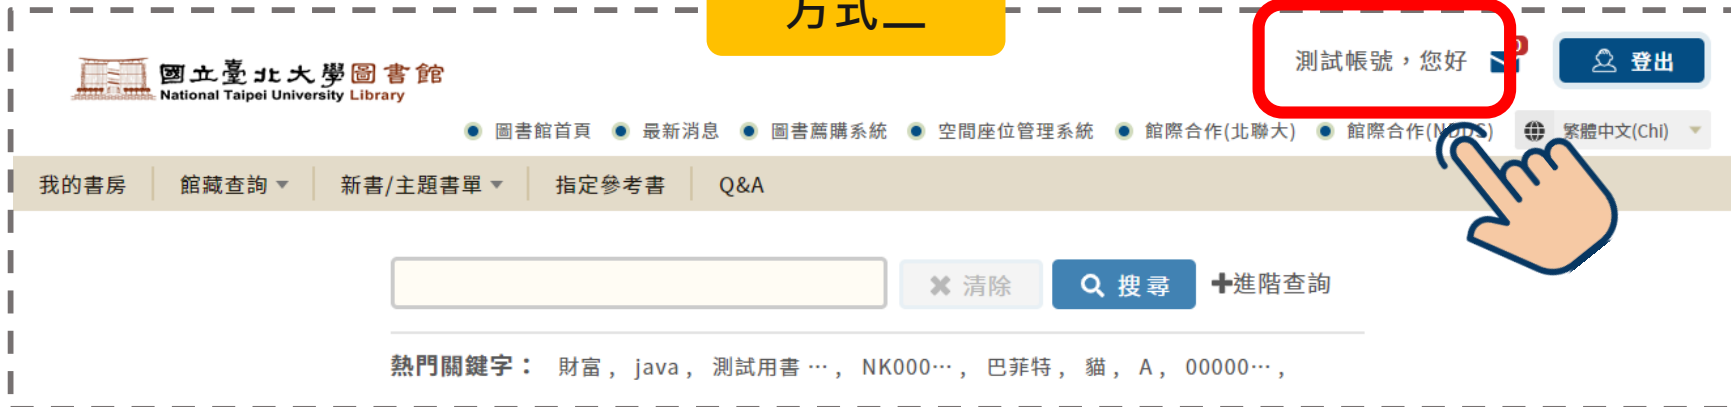 方式二
測試帳號，您好
登出
國立臺北大學圖書館
National Taipei University Library
圖書館首頁 最新消息 圖書薦購系統 空間座位管理系統 館際合作(北聯大) 館際合作(NDDS) 繁體中文(Chi)
我的書房 館藏查詢 新書/主題書單 指定參考書 Q&A
清除 搜尋 進階查詢
熱門關鍵字： 財富, java, 測試用書 …, NK000…, 巴菲特, 貓, A, 00000…,